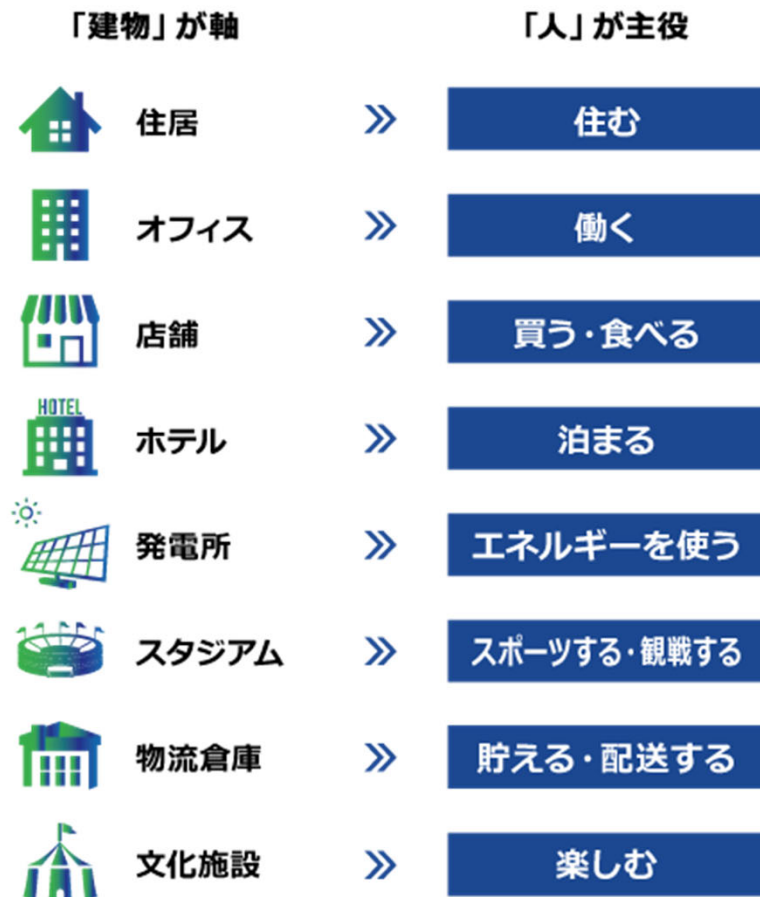 「建物」が軸 「人」が主役
住居 » 住む
オフィス » 働く
店舗 » 買う・食べる
HOTEL
ホテル » 泊まる
発電所 » エネルギーを使う
スタジアム » スポーツする・観戦する
物流倉庫 » 貯える・配送する
文化施設 » 楽しむ